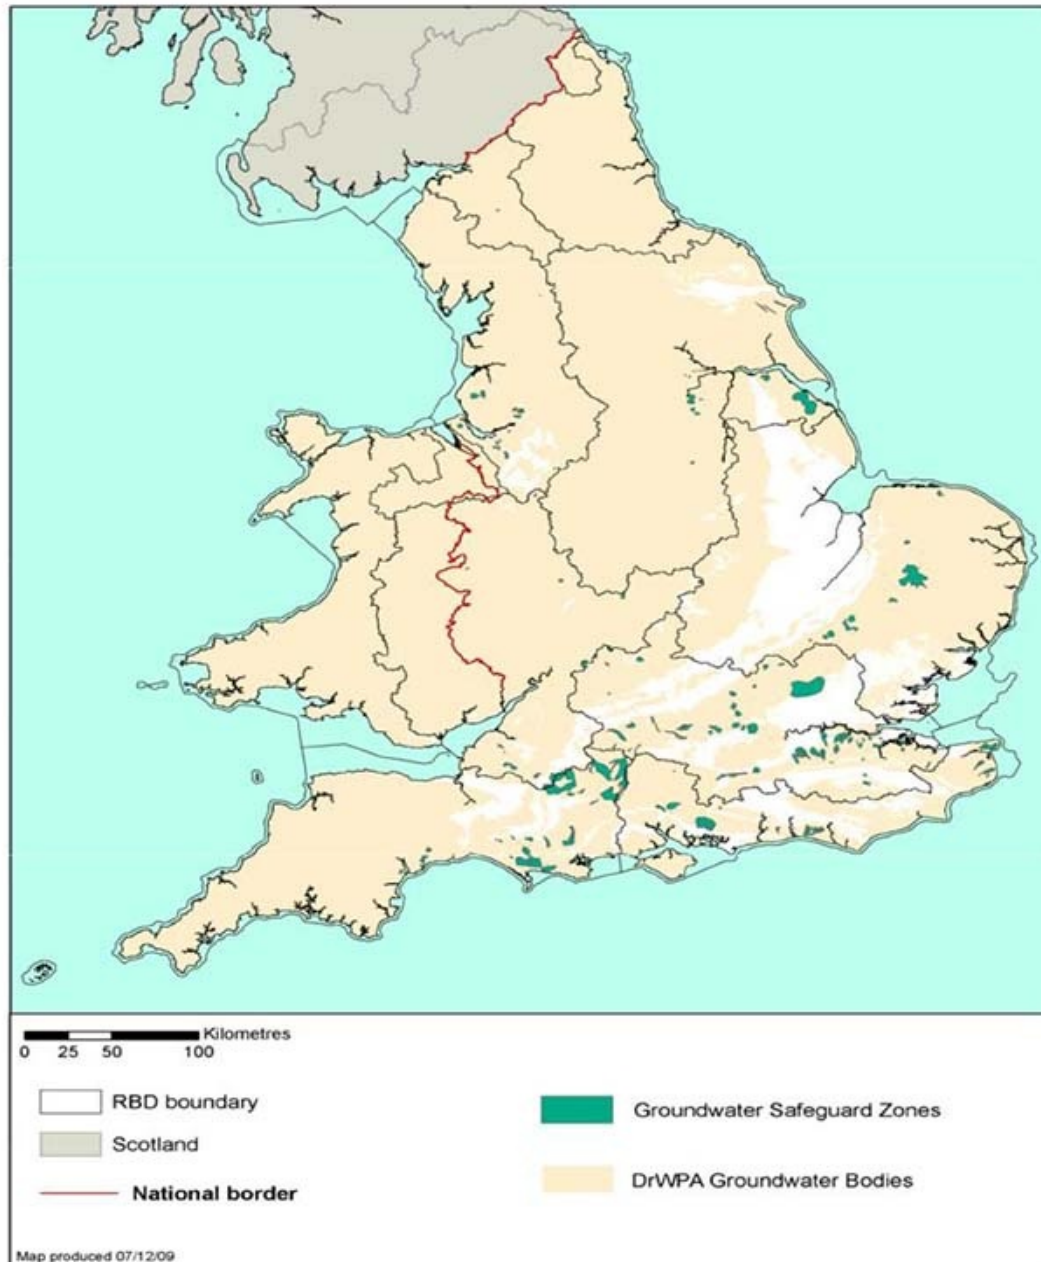 Kilometres
0 25 50 100
RBD boundary
Scotland
National border
Groundwater Safeguard Zones
DrWPA Groundwater Bodies
Map produced 07/12/09